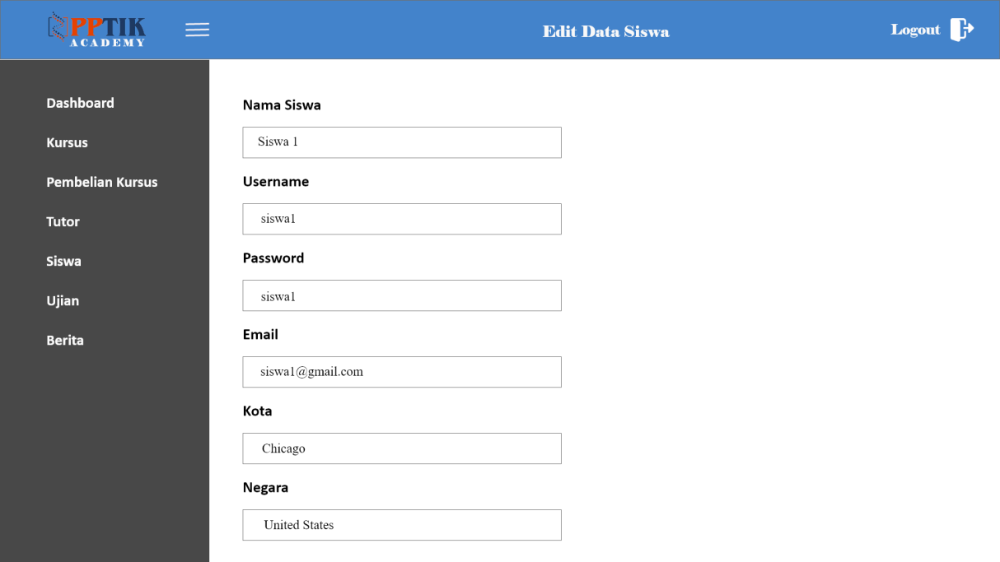 PPTIK
ACADEMY
Edit Data Siswa
Logout
Dashboard
Kursus
Pembelian Kursus
Tutor
Siswa
Ujian
Berita
Nama Siswa
Siswa 1
Username
siswa1
Password
siswa1
Email
siswa1@gmail.com
Kota
Chicago
Negara
United States